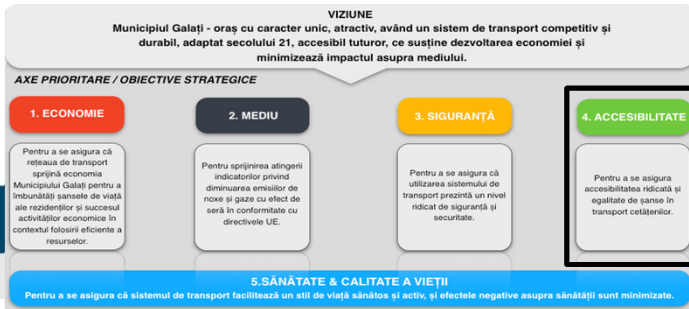 VIZIUNE
Municipiul Galați - oraș cu caracter unic, atractiv, având un sistem de transport competitiv și
durabil, adaptat secolului 21, accesibil tuturor, ce susține dezvoltarea economiei și
minimizează impactul asupra mediului.
AXE PRIORITARE / OBIECTIVE STRATEGICE
1. ECONOMIE
Pentru a se asigura că
rețeaua de transport
sprijină economia
Municipiului Galați pentru a
îmbunătăți șansele de viață
ale rezidenților și succesul
activităților economice în
contextul folosirii eficiente a
resurselor.
2. MEDIU
Pentru sprijinirea atingerii
indicatorilor privind
diminuarea emisiilor de
noxe și gaze cu efect de
seră în conformitate cu
directivele UE.
3. SIGURANȚĂ
Pentru a se asigura că
utilizarea sistemului de
transport prezintă un nivel
ridicat de siguranță și
securitate.
4. ACCESIBILITATE
Pentru a se asigura
accesibilitatea ridicată și
egalitate de șanse în
transport cetățenilor.
5.SĂNĂTATE & CALITATE A VIEȚII
Pentru a se asigura că sistemul de transport facilitează un stil de viață sănătos și activ, și efectele negative asupra sănătății sunt minimizate.